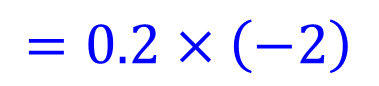 = 0.2 × (−2)